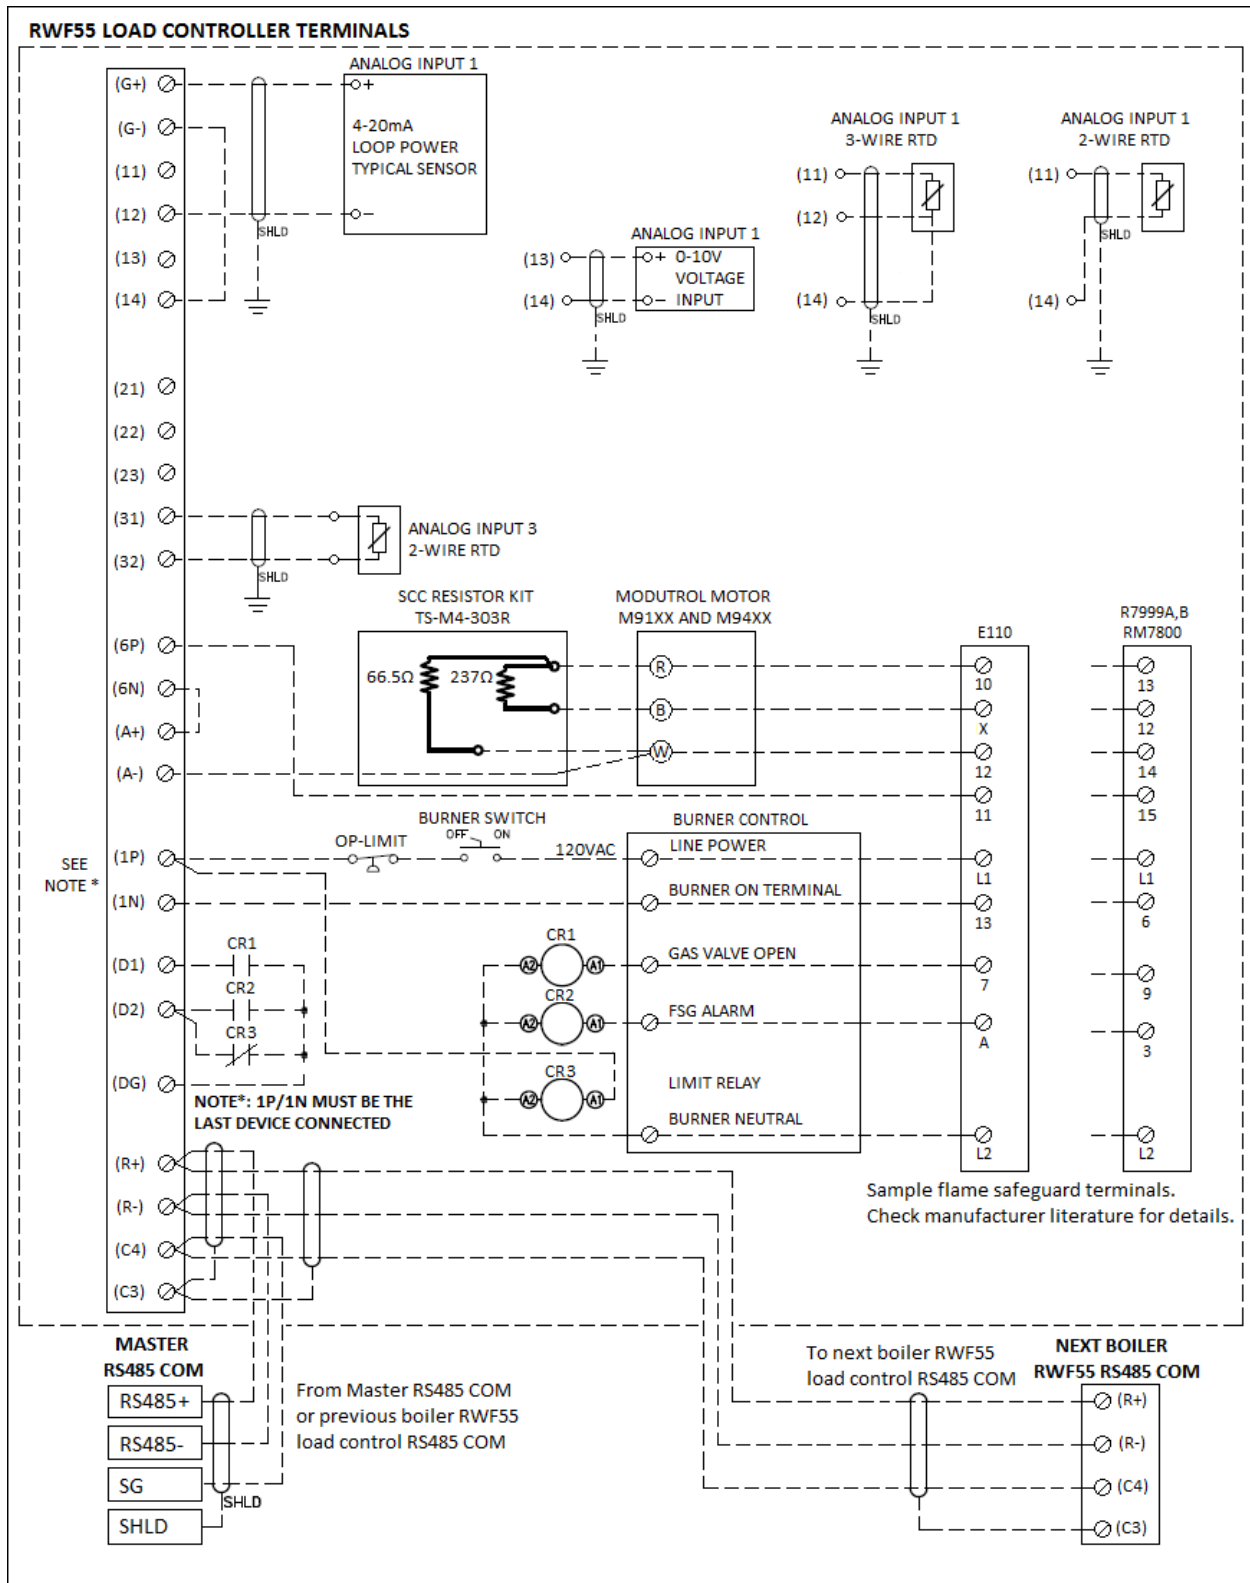 RWF55 LOAD CONTROLLER TERMINALS
(G+)
(G-)
(11)
(12)
(13)
(14)
(21)
(22)
(23)
(31)
(32)
(6P)
(6N)
(A+)
(A-)
(1P)
(1N)
(D1)
(D2)
(DG)
(R+)
(R-)
(C4)
(C3)
SEE
NOTE *
ANALOG INPUT 1
+
4-20mA
LOOP POWER
TYPICAL SENSOR
-
SHLD
ANALOG INPUT 1
(13)
+ 0-10V
VOLTAGE
(14)
- INPUT
SHLD
ANALOG INPUT 1
3-WIRE RTD
(11)
(12)
(14)
SHLD
ANALOG INPUT 1
2-WIRE RTD
(11)
SHLD
(14)
ANALOG INPUT 3
2-WIRE RTD
SHLD
SCC RESISTOR KIT
TS-M4-303R
66.5Ω
237Ω
MODUTROL MOTOR
M91XX AND M94XX
R
B
W
E110
10
X
12
11
L1
13
7
A
L2
R7999A,B
RM7800
13
12
14
15
L1
6
9
3
L2
OP-LIMIT
BURNER SWITCH
OFF
ON
120VAC
BURNER CONTROL
LINE POWER
BURNER ON TERMINAL
GAS VALVE OPEN
FSG ALARM
LIMIT RELAY
BURNER NEUTRAL
CR1
A2
A1
CR2
A2
A1
CR3
A2
A1
CR1
CR2
CR3
NOTE*: 1P/1N MUST BE THE
LAST DEVICE CONNECTED
Sample flame safeguard terminals.
Check manufacturer literature for details.
MASTER
RS485 COM
RS485+
RS485-
SG
SHLD
SHLD
From Master RS485 COM
or previous boiler RWF55
load control RS485 COM
To next boiler RWF55
load control RS485 COM
NEXT BOILER
RWF55 RS485 COM
(R+)
(R-)
(C4)
(C3)